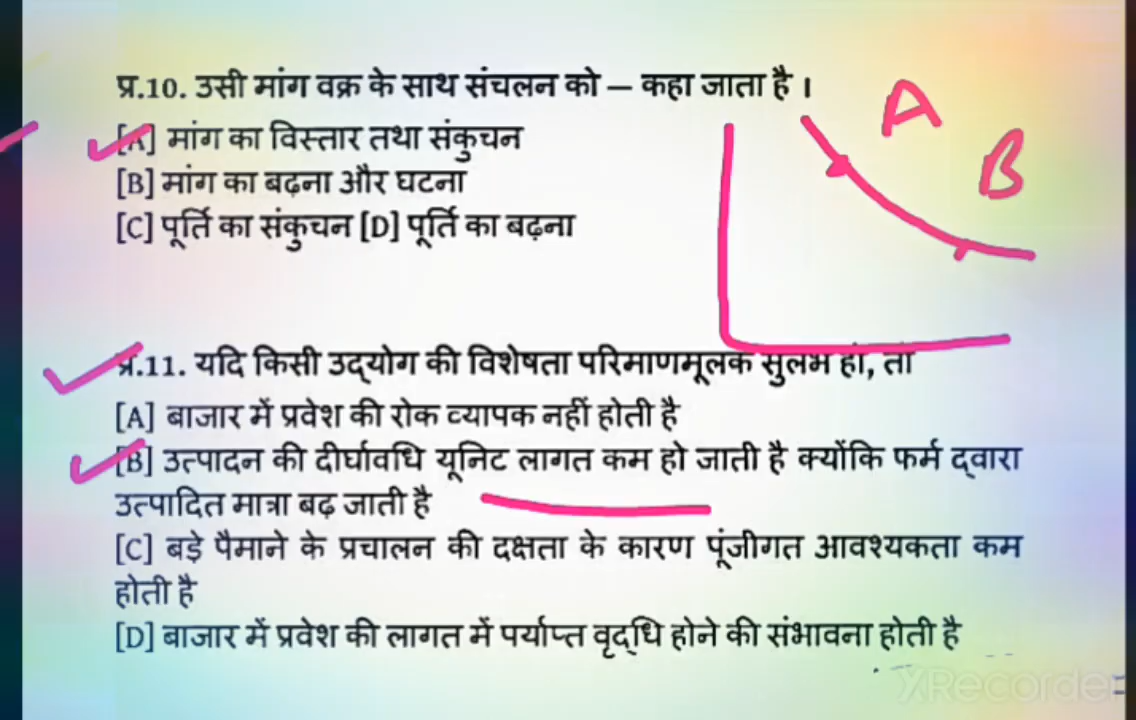 प्र.10. उसी मांग वक्र के साथ संचलन को — कहा जाता है ।
[A] मांग का विस्तार तथा संकुचन
[B] मांग का बढ़ना और घटना
[C] पूर्ति का संकुचन [D] पूर्ति का बढ़ना
A
B
प्र.11. यदि किसी उद्योग की विशेषता परिमाणमूलक सुलभ हो, तो
[A] बाजार में प्रवेश की रोक व्यापक नहीं होती है
[B] उत्पादन की दीर्घावधि यूनिट लागत कम हो जाती है क्योंकि फर्म द्वारा
उत्पादित मात्रा बढ़ जाती है
[C] बड़े पैमाने के प्रचालन की दक्षता के कारण पूंजीगत आवश्यकता कम
होती है
[D] बाजार में प्रवेश की लागत में पर्याप्त वृद्धि होने की संभावना होती है
XRecorder